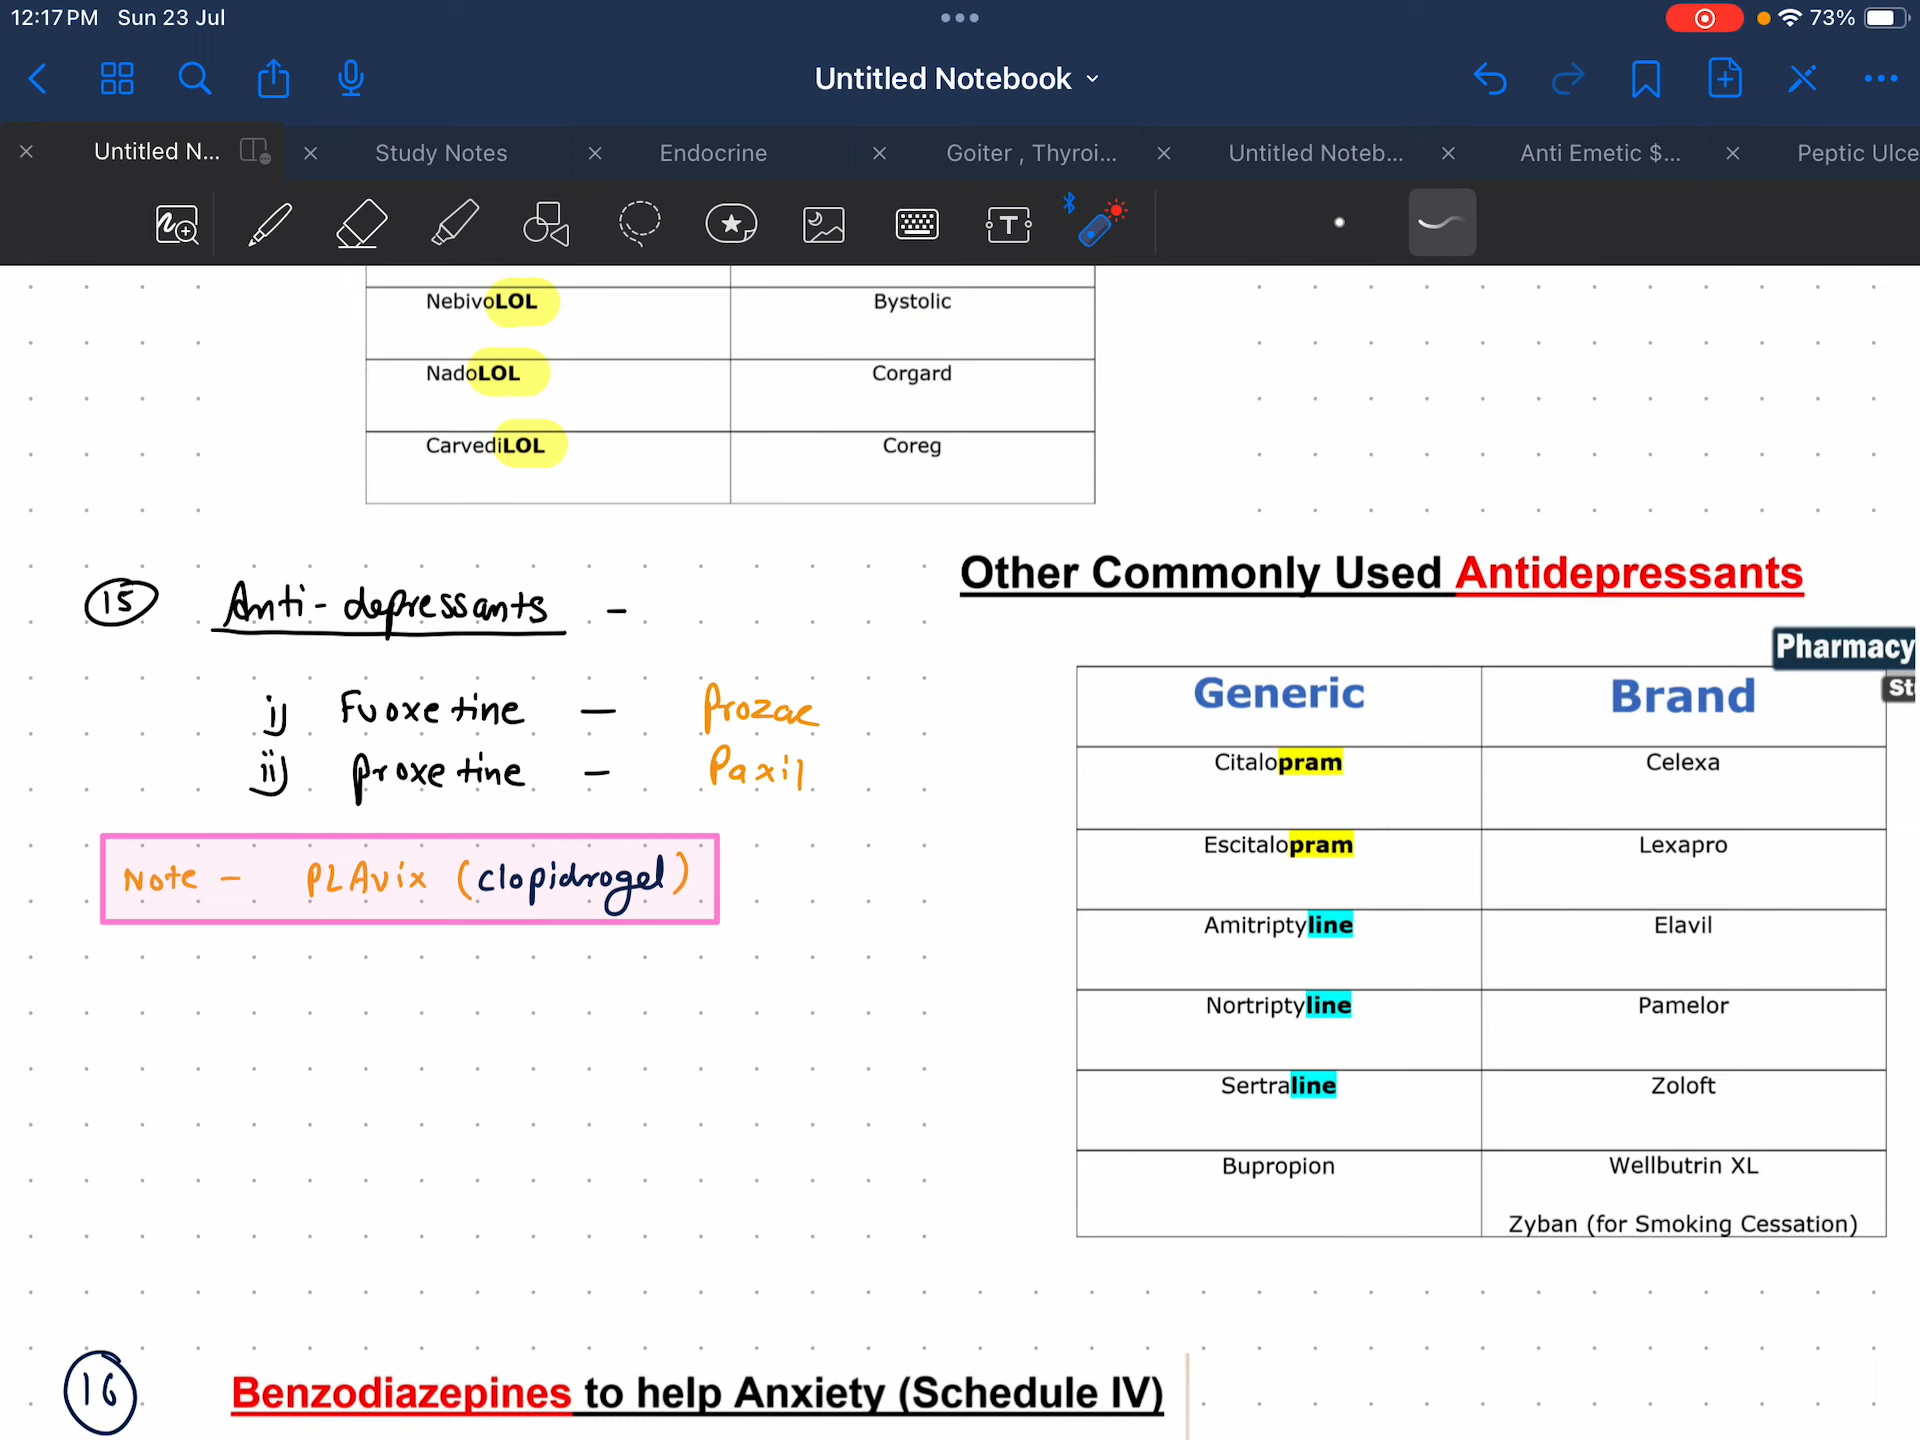 12:17 PM Sun 23 Jul
73%
Untitled Notebook
Untitled N...
Study Notes
Endocrine
Goiter , Thyroi...
Untitled Noteb...
Anti Emetic $...
Peptic Ulce
NebivoLOL Bystolic
NadoLOL Corgard
CarvediLOL Coreg
15 Anti-depressants -
i) Fuoxetine - Prozac
ii) Proxetine - Paxil
Note - PLAvix (clopidrogel)
Other Commonly Used Antidepressants
Pharmacy
St
Generic Brand
Citalopram Celexa
Escitalopram Lexapro
Amitriptyline Elavil
Nortriptyline Pamelor
Sertraline Zoloft
Bupropion Wellbutrin XL
Zyban (for Smoking Cessation)
16 Benzodiazepines to help Anxiety (Schedule IV)